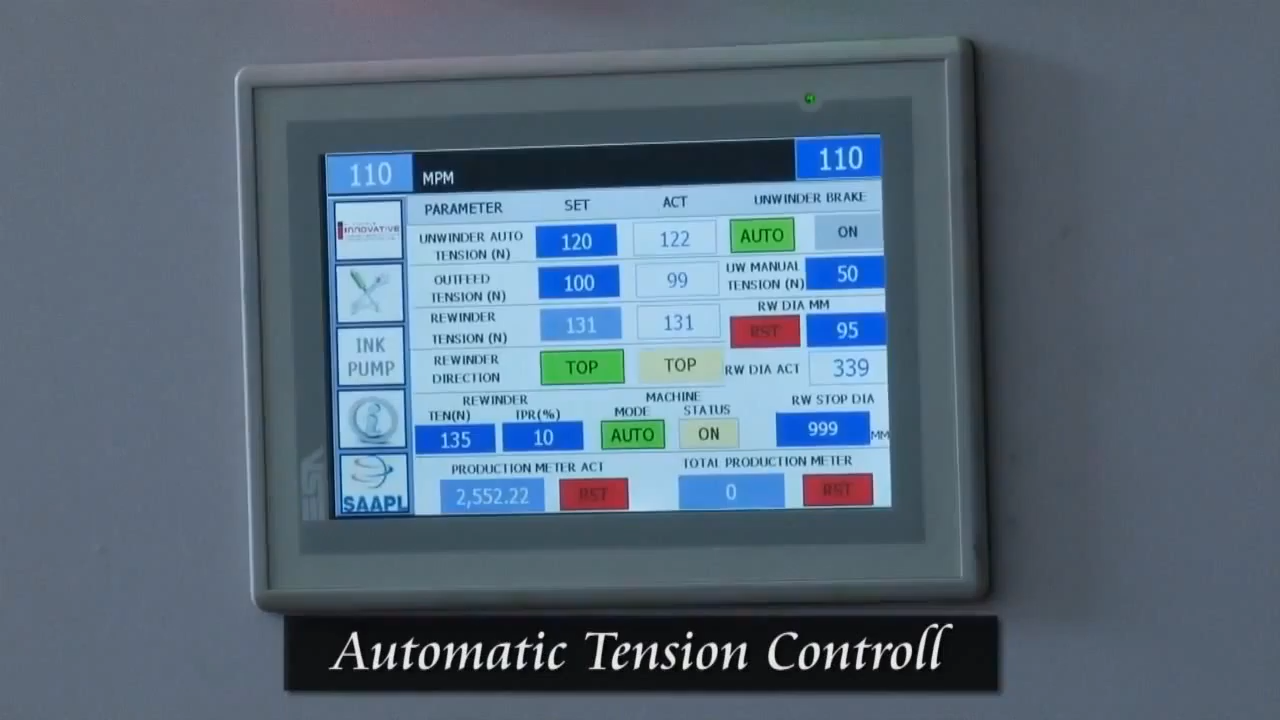 110 MPM 110
PARAMETER SET ACT UNWINDER BRAKE
INNOVATIVE
UNWINDER AUTO TENSION (N) 120 122 AUTO ON
OUTFEED TENSION (N) 100 99 UW MANUAL TENSION (N) 50
REWINDER TENSION (N) 131 131 RW DIA MM RST 95
INK PUMP
REWINDER DIRECTION TOP TOP RW DIA ACT 339
REWINDER MACHINE RW STOP DIA
TEN(N) IPR(%) MODE STATUS
135 10 AUTO ON 999 MM
PRODUCTION METER ACT TOTAL PRODUCTION METER
SAAPL
2,552.22 RST 0 RST
Automatic Tension Controll